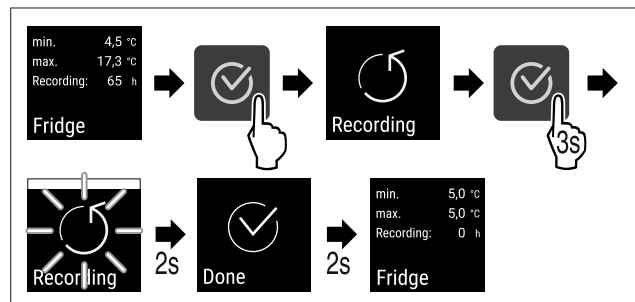 min. 4,5 °C
max. 17,3 °C
Recording: 65 h
Fridge
Recording
3s
Recording
2s
Done
2s
min. 5,0 °C
max. 5,0 °C
Recording: 0 h
Fridge